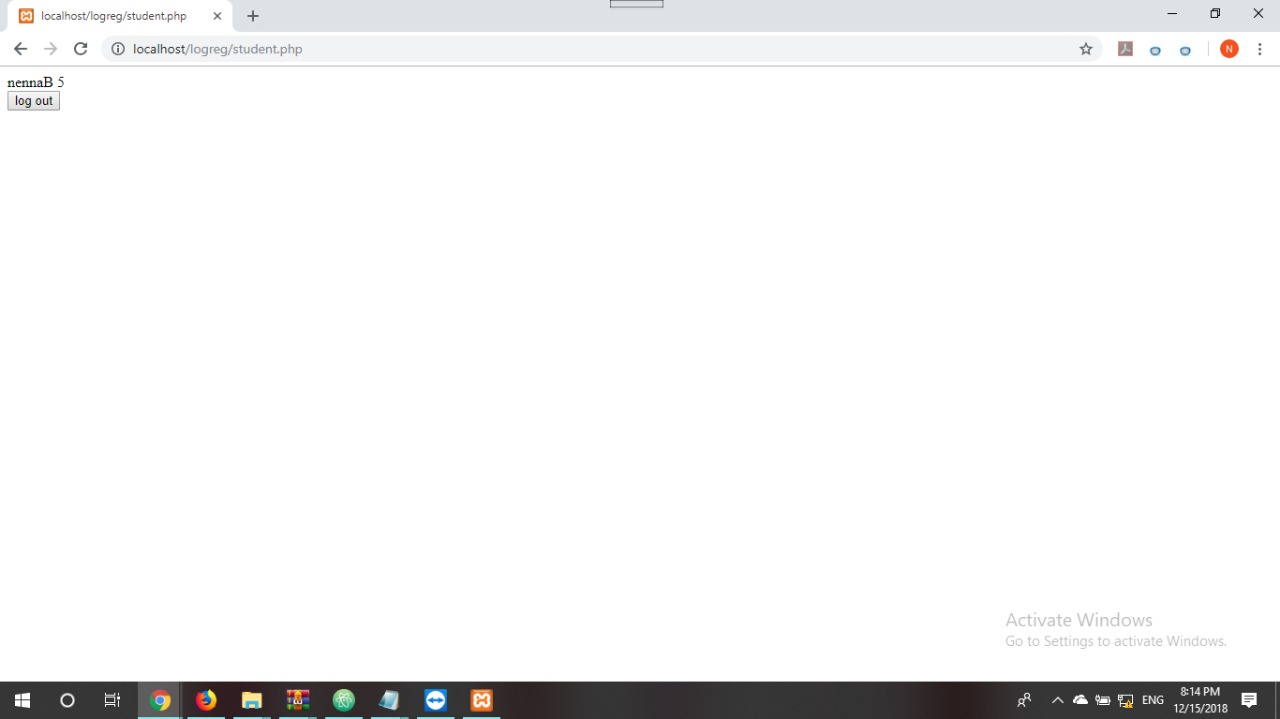 localhost/logreg/student.php
localhost/logreg/student.php
N
nennaB 5
log out
Activate Windows
Go to Settings to activate Windows.
ENG
8:14 PM
12/15/2018